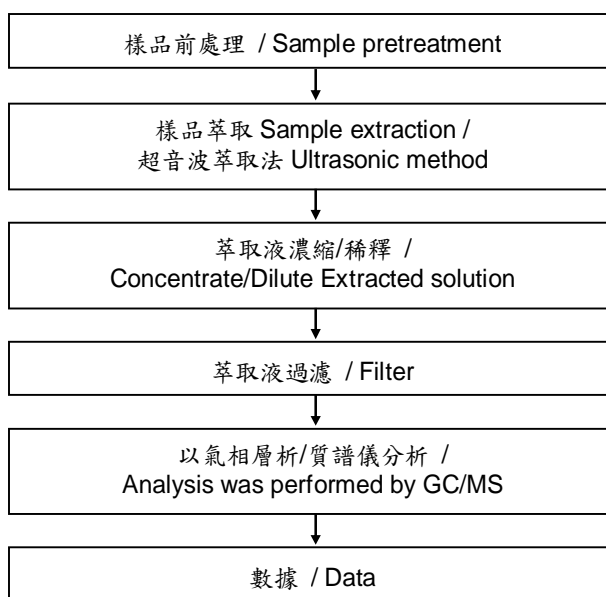 樣品前處理 / Sample pretreatment
樣品萃取 Sample extraction /
超音波萃取法 Ultrasonic method
萃取液濃縮/稀釋 /
Concentrate/Dilute Extracted solution
萃取液過濾 / Filter
以氣相層析/質譜儀分析 /
Analysis was performed by GC/MS
數據 / Data